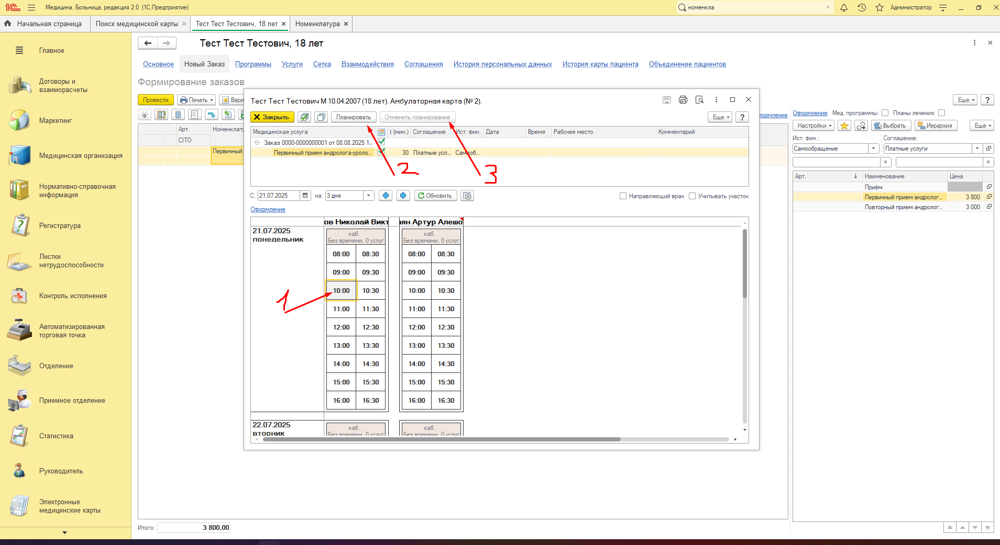 1С Медицина. Больница, редакция 2.0 (1С:Предприятие)
номенкла
Администратор
Начальная страница
Поиск медицинской карты
Тест Тест Тестович, 18 лет
Номенклатура
Главное
Договоры и
взаиморасчеты
Маркетинг
Медицинская организация
Нормативно-справочная
информация
Регистратура
Листки
нетрудоспособности
Контроль исполнения
Автоматизированная
торговая точка
Отделение
Приемное отделение
Статистика
Руководитель
Электронные
медицинские карты
Тест Тест Тестович, 18 лет
Основное Новый Заказ Программы Услуги Сетка Взаимодействия Соглашения История персональных данных История карты пациента Объединение пациентов
Формирование заказов
Провести Печать Вари
Еще ?
Арт. Номенклату
CITO
Первичный
оформление
Тест Тест Тестович М 10.04.2007 (18 лет). Амбулаторная карта (№ 2).
Закрыть Планировать Отменить планирование Еще ?
Медицинская услуга t (мин.) Соглашение Ист. фин. Дата Время Рабочее место Комментарий
Заказ 0000-0000000001 от 08.08.2025 1...
Первичный прием андролога-уроло... 30 Платные усл... Самооб...
2
3
С: 21.07.2025 на: 3 дня Обновить Направляющий врач Учитывать участок
Оформление
ов Николай Викт ян Артур Алешо
21.07.2025
понедельник
каб. каб.
Без времени, 0 услуг Без времени, 0 услуг
08:00 08:30 08:00 08:30
09:00 09:30 09:00 09:30
10:00 10:30 10:00 10:30
1
11:00 11:30 11:00 11:30
12:00 12:30 12:00 12:30
13:00 13:30 13:00 13:30
14:00 14:30 14:00 14:30
15:00 15:30 15:00 15:30
16:00 16:30 16:00 16:30
22.07.2025
вторник
каб. каб.
Без времени, 0 услуг Без времени, 0 услуг
Оформление Мед. программы: Планы лечения:
Настройки Выбрать Иерархия Еще
Ист. фин.: Соглашение:
Самообращение Платные услуги
Арт. Наименование Цена
Приём
Первичный прием андролог... 3 800
Повторный прием андролог... 3 000
Итого: 3 800,00